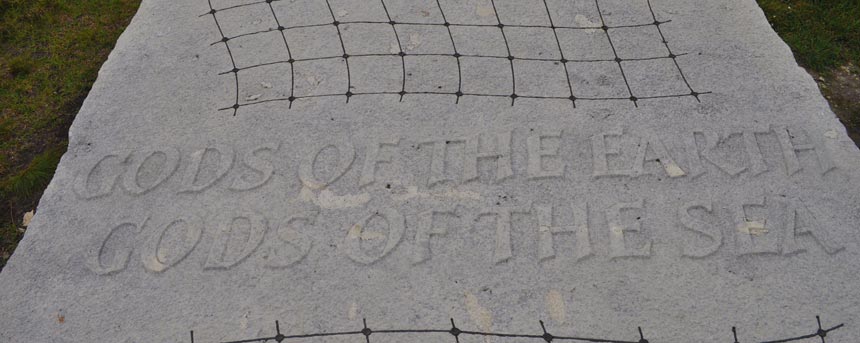 GODS OF THE EARTH
GODS OF THE SEA